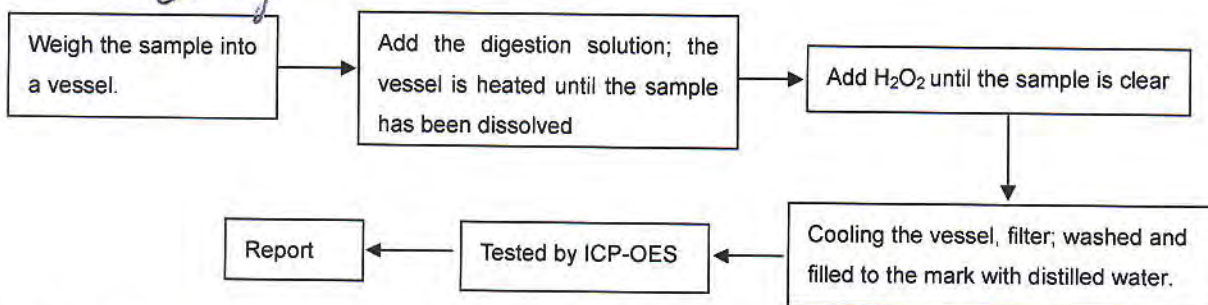 Weigh the sample into
a vessel.
Add the digestion solution; the
vessel is heated until the sample
has been dissolved
Add H₂O₂ until the sample is clear
Cooling the vessel, filter; washed and
filled to the mark with distilled water.
Tested by ICP-OES
Report